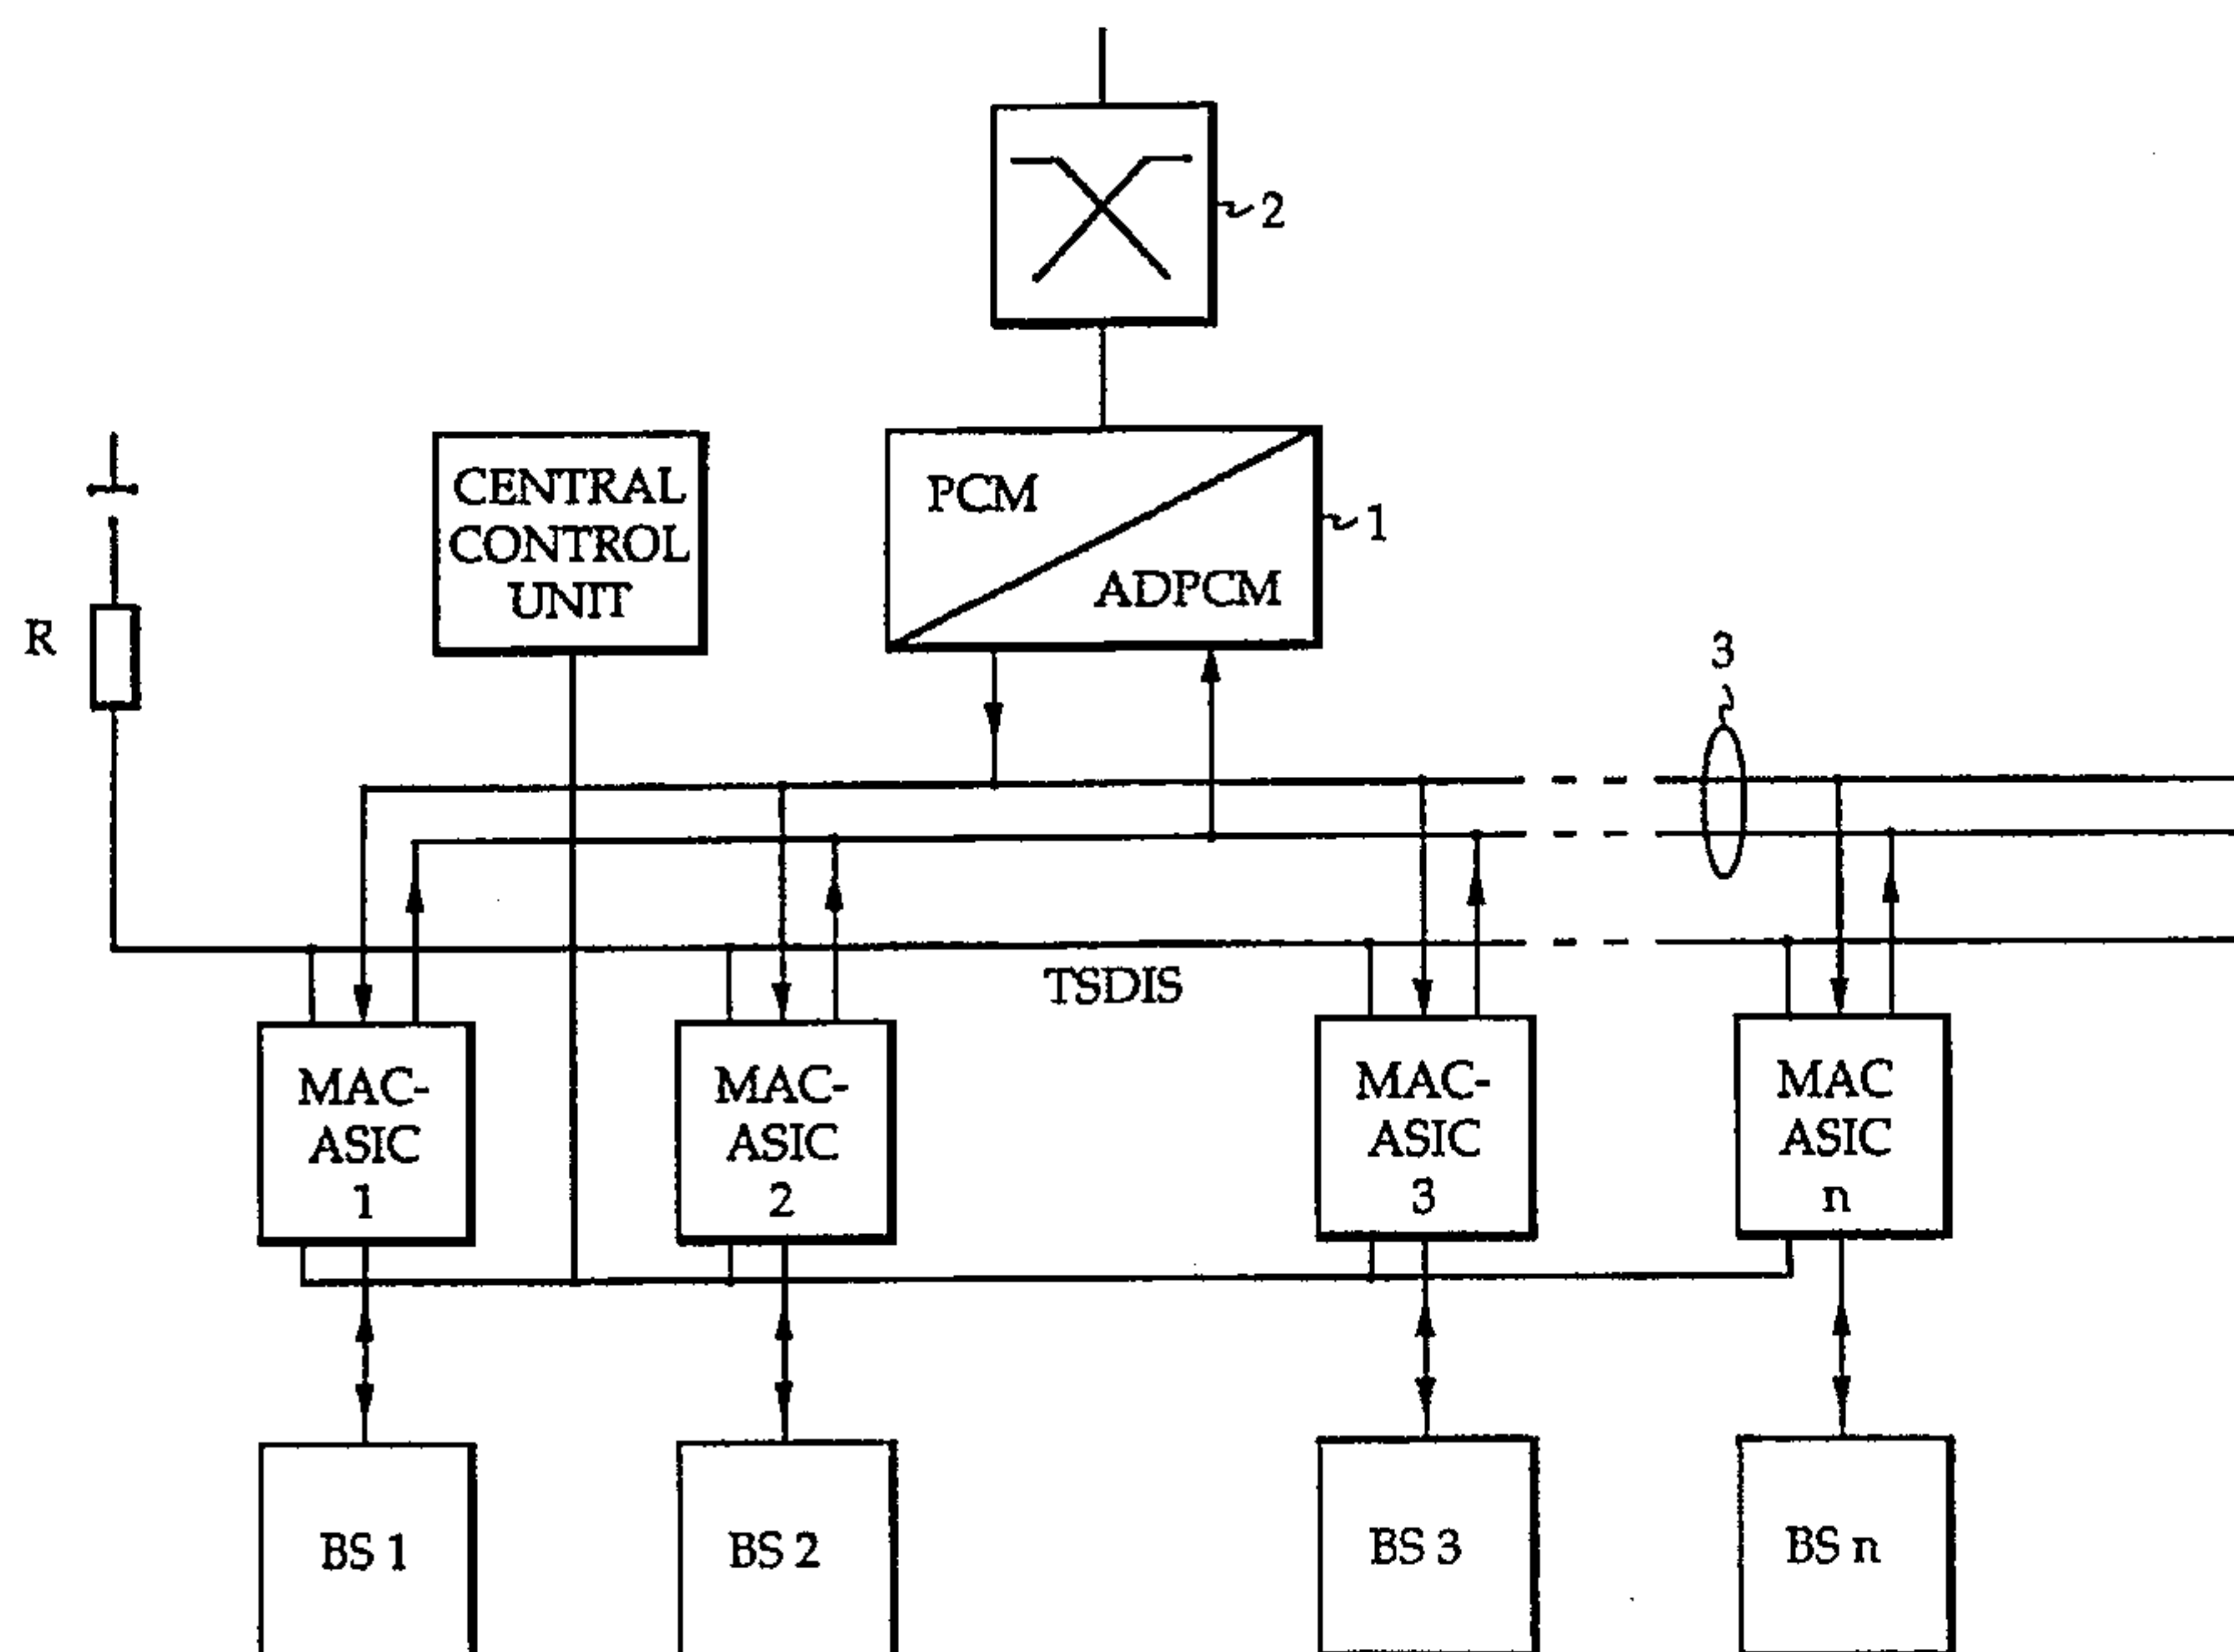 2
CENTRAL
CONTROL
UNIT
PCM
ADPCM
1
R
3
TSDIS
MAC-
ASIC
1
MAC-
ASIC
2
MAC-
ASIC
3
MAC
ASIC
n
BS 1
BS 2
BS 3
BS n